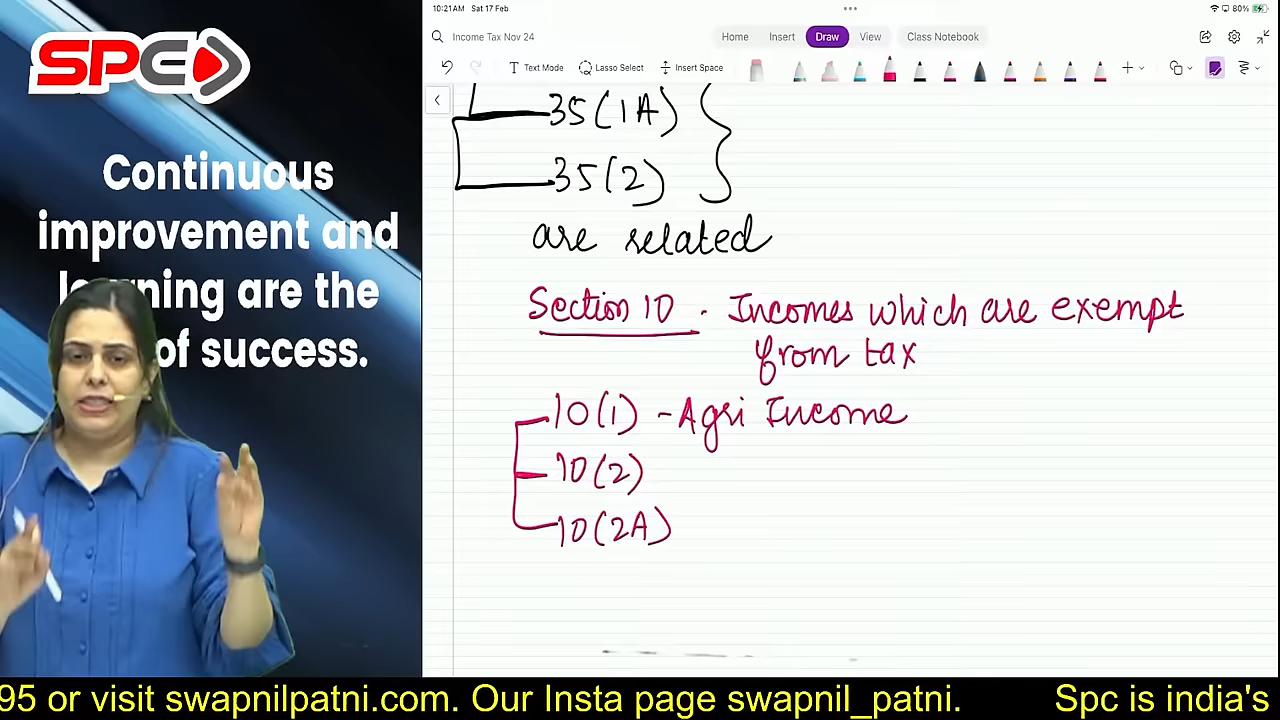 10:21 AM Sat 17 Feb
80%
SPC
Income Tax Nov 24
Home Insert Draw View Class Notebook
Text Mode Lasso Select Insert Space
Continuous
improvement and
are the
of success.
35(1A)
35(2)
are related
Section 10 . Incomes which are exempt
from tax
10(1) - Agri Income
10(2)
10(2A)
95 or visit swapnilpatni.com. Our Insta page swapnil_patni. Spc is india's